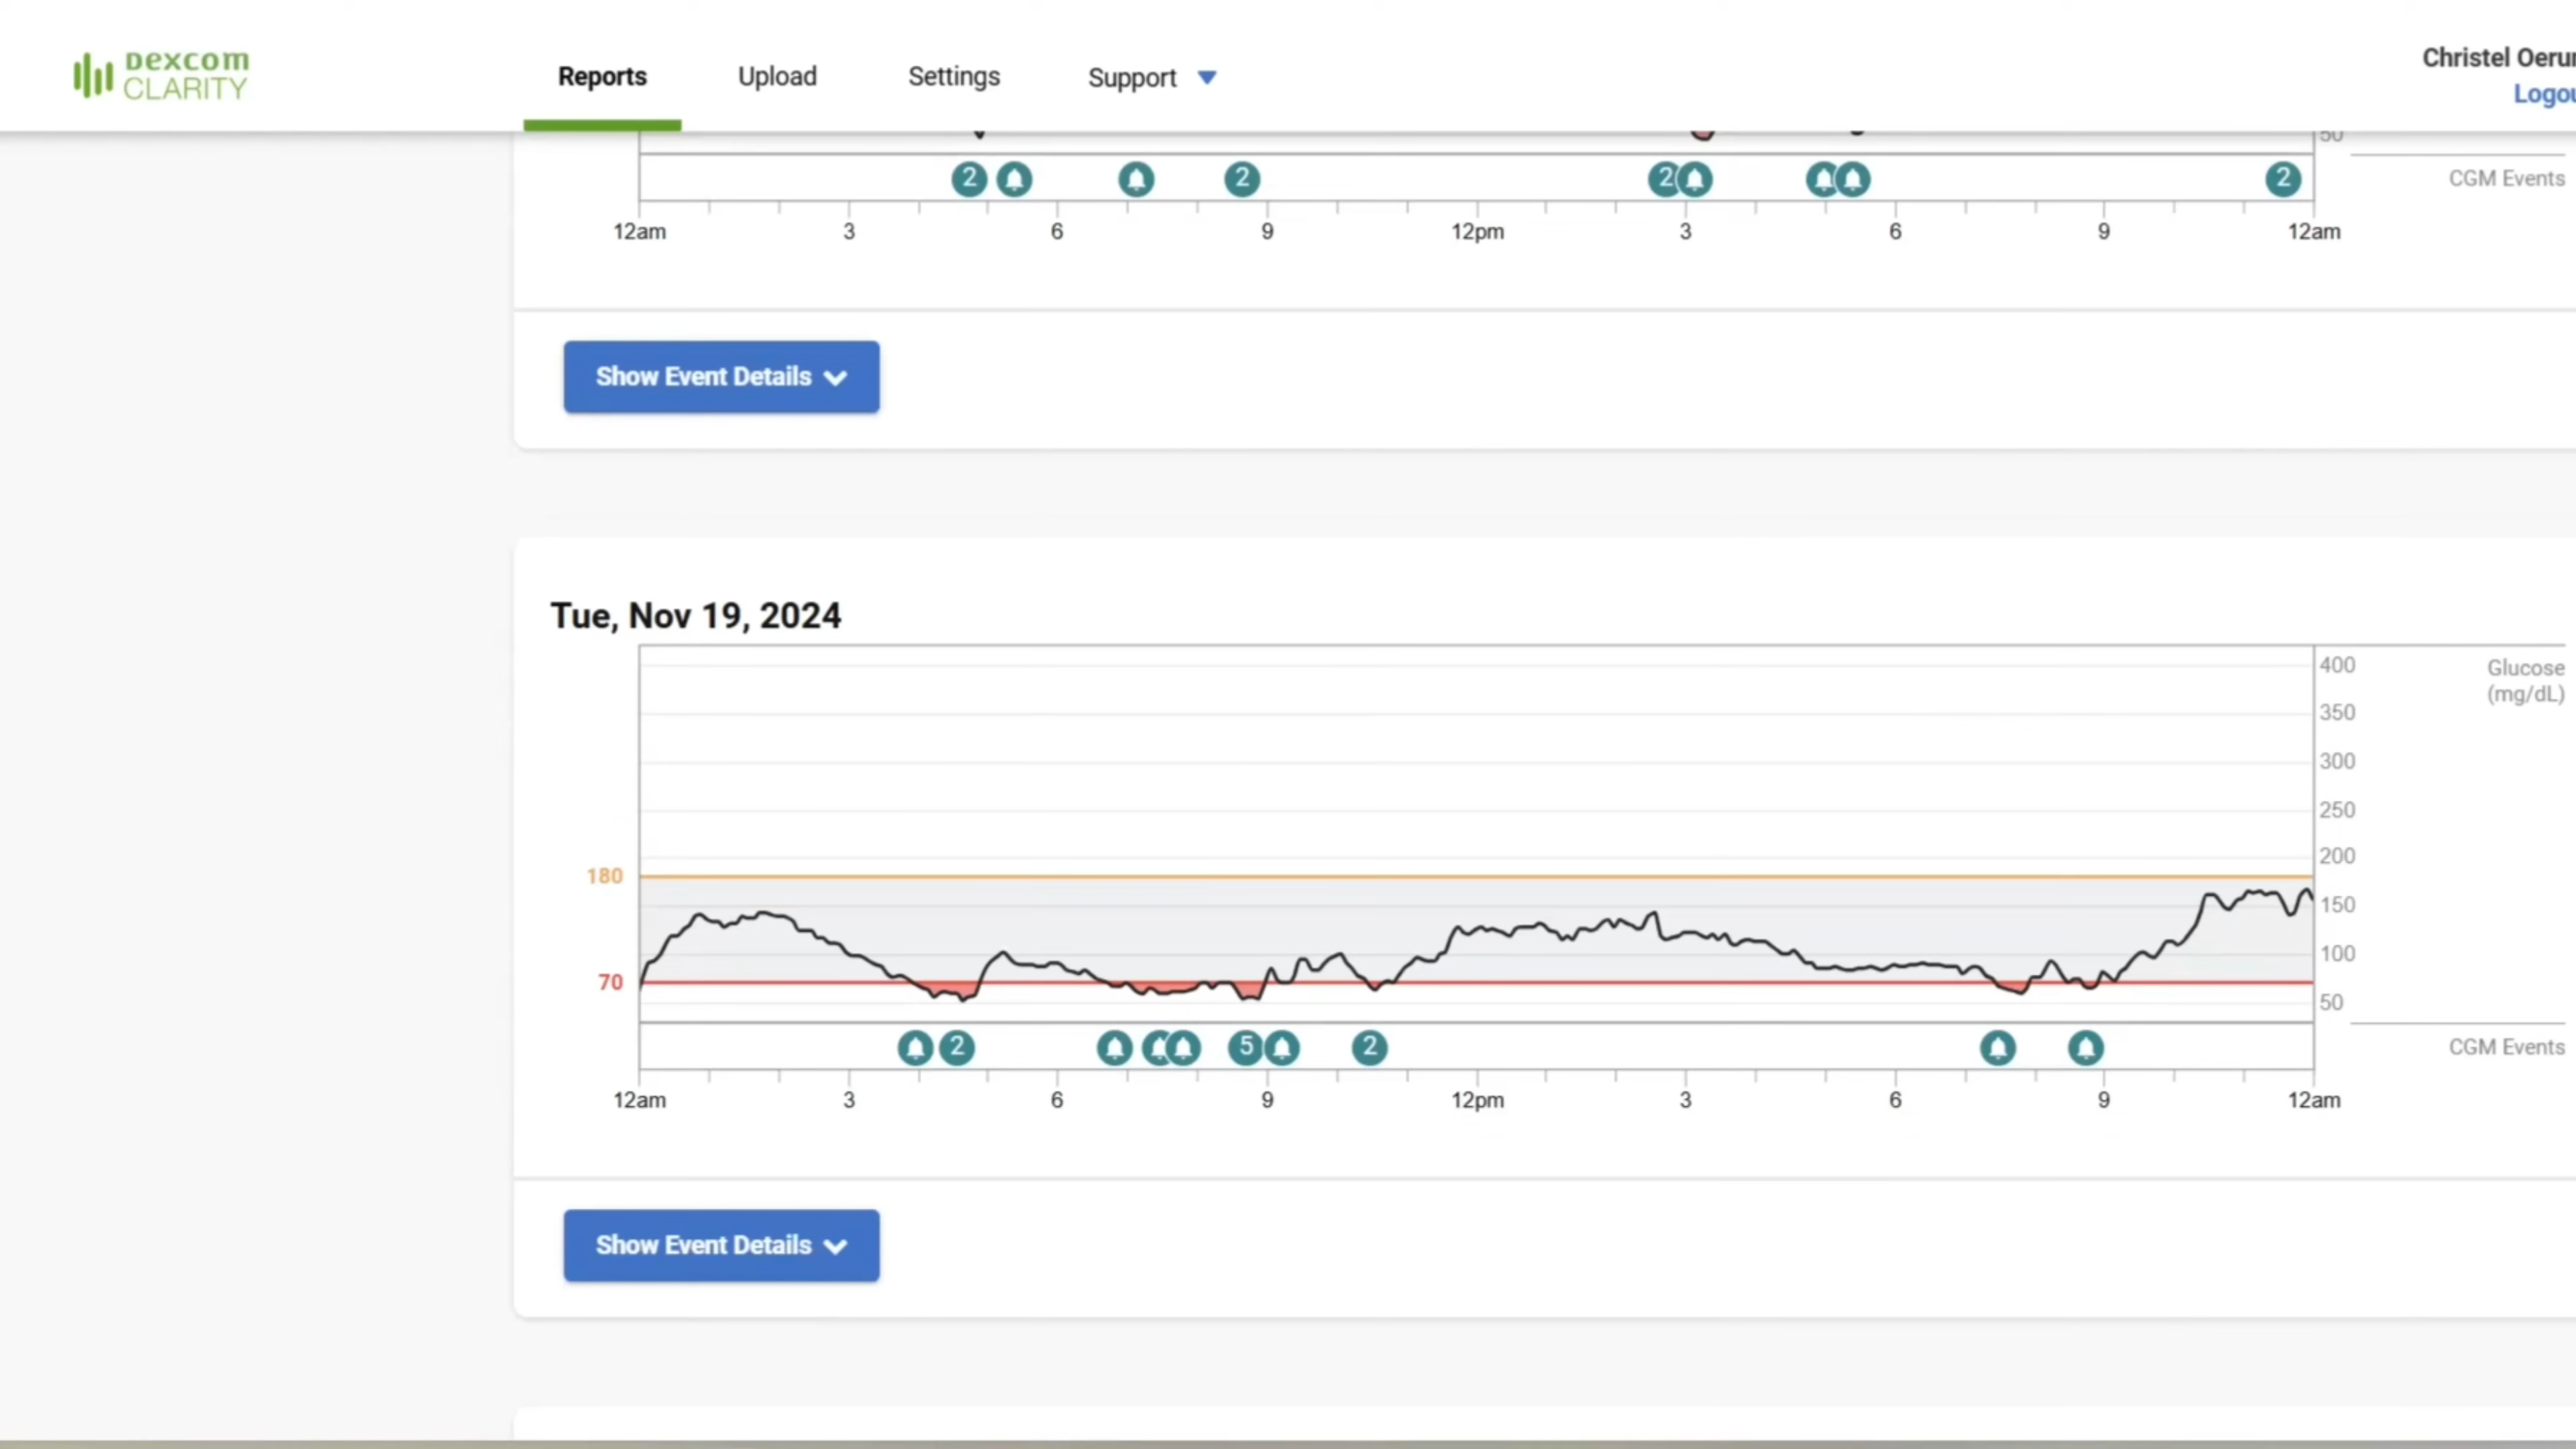 Dexcom
CLARITY
Reports
Upload
Settings
Support
Christel Oerum
2
2
2
2
CGM Events
12am 3 6 9 12pm 3 6 9 12am
Show Event Details
Tue, Nov 19, 2024
400
350
300
250
200
150
100
50
Glucose
(mg/dL)
180
70
2
5
2
CGM Events
12am 3 6 9 12pm 3 6 9 12am
Show Event Details